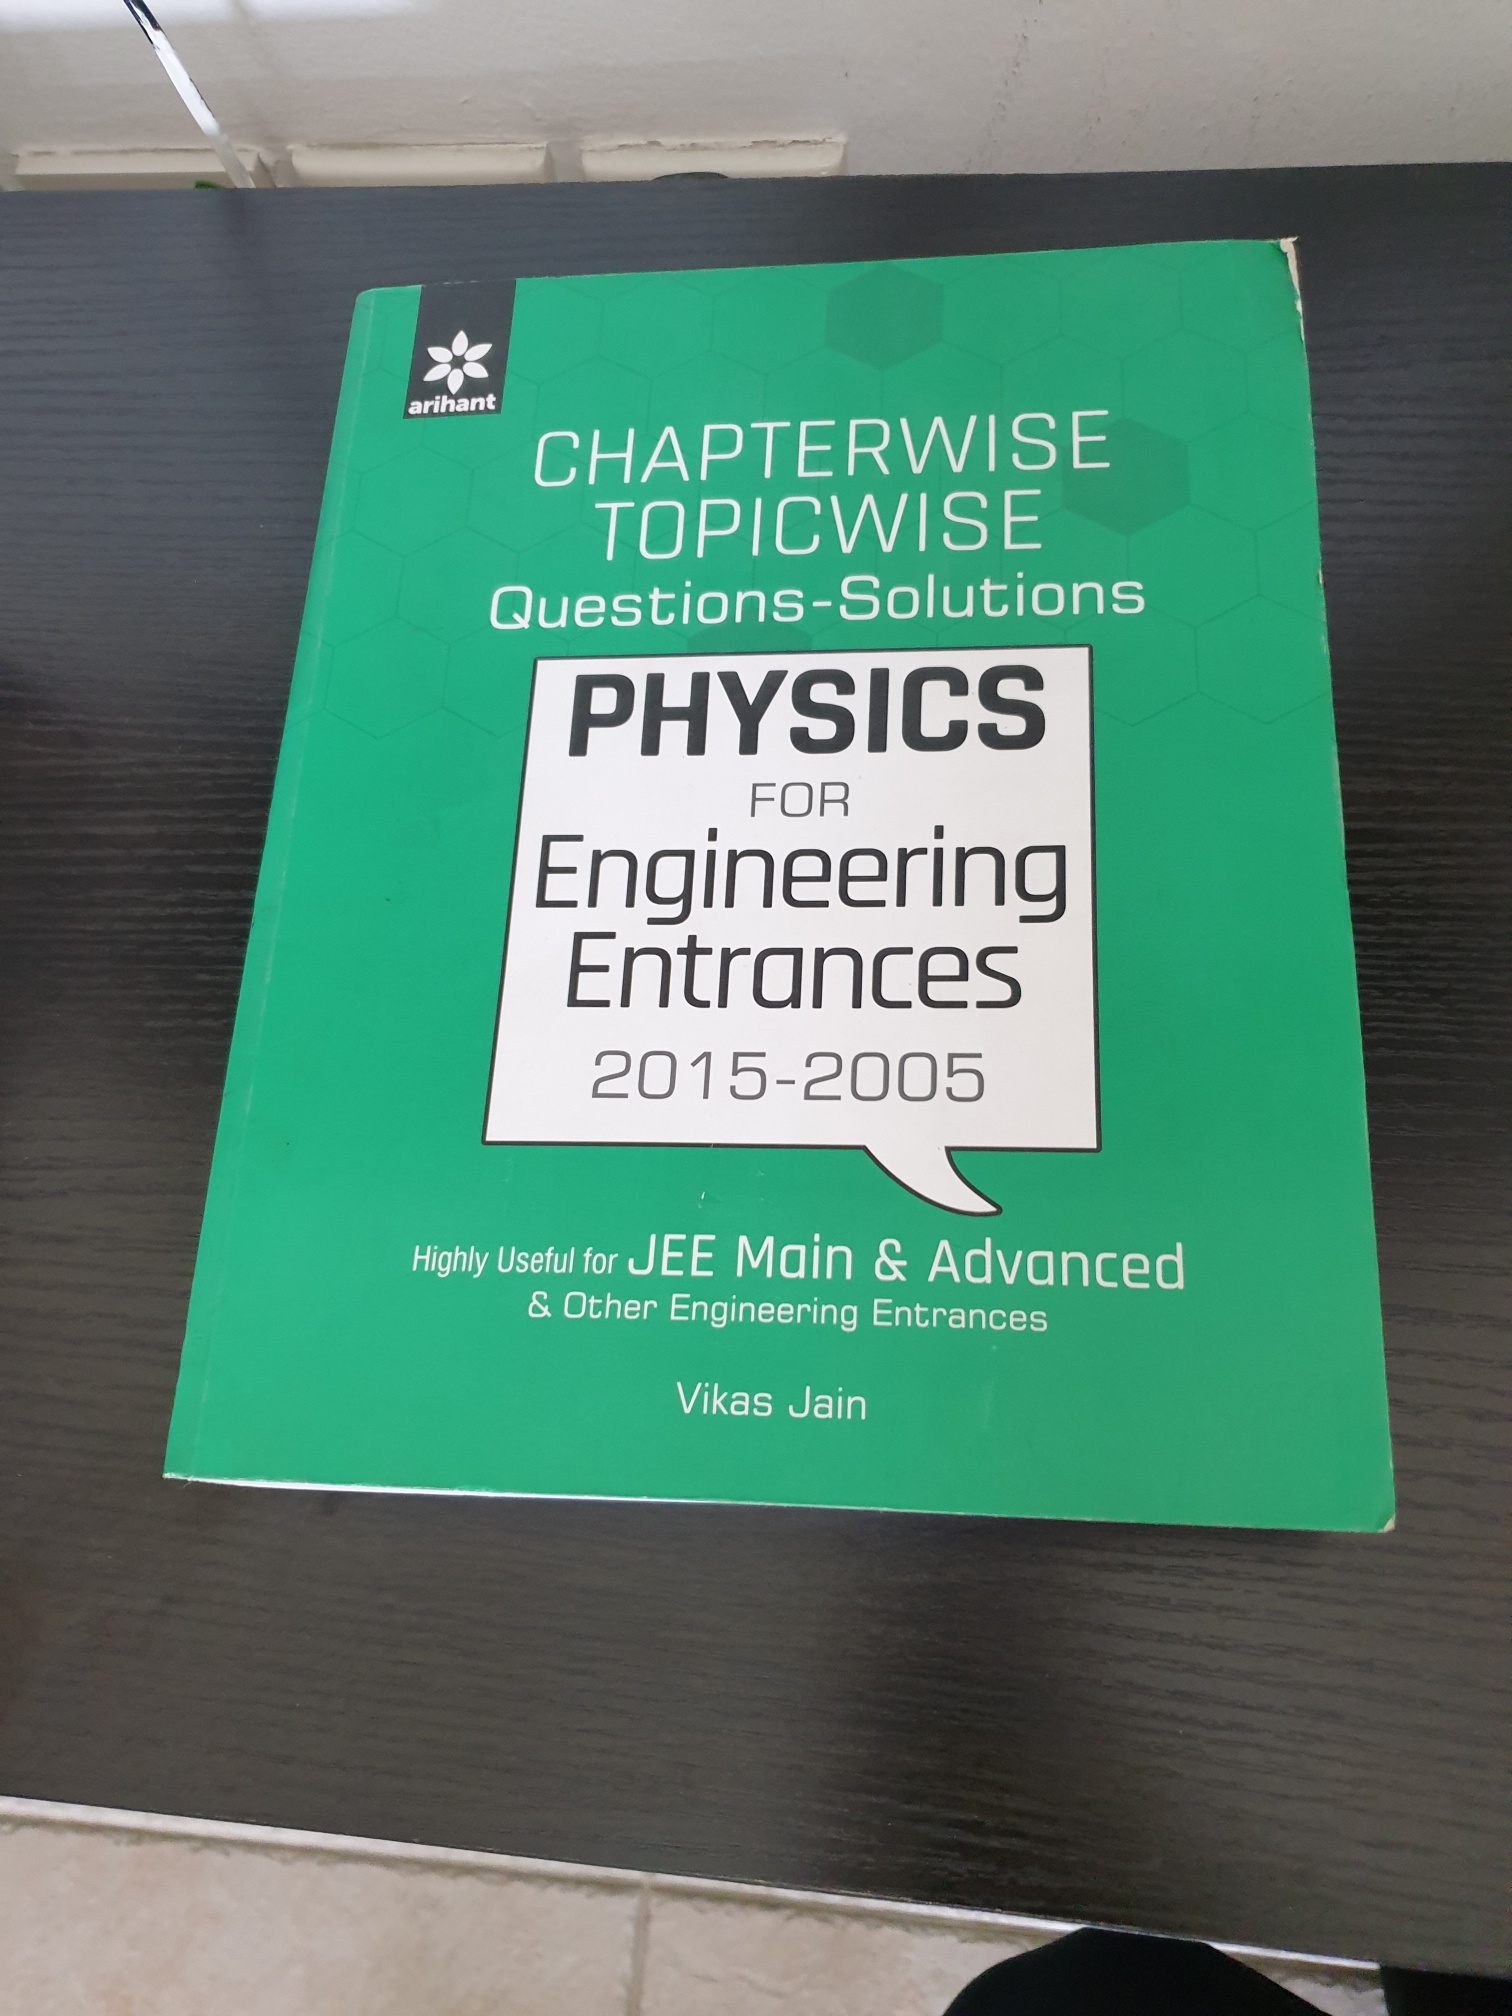 arihant
CHAPTERWISE
TOPICWISE
Questions-Solutions
PHYSICS
FOR
Engineering
Entrances
2015-2005
Highly Useful for JEE Main & Advanced
& Other Engineering Entrances
Vikas Jain